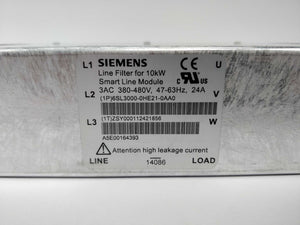 L1 SIEMENS CE U
Line Filter for 10kW
Smart Line Module
L2 3AC 380-480V, 47-63Hz, 24A V
(1P)6SL3000-0HE21-0AA0
L3 (1T)ZSY000112421656 W
A5E00164393
Attention high leakage current
LINE 14086 LOAD